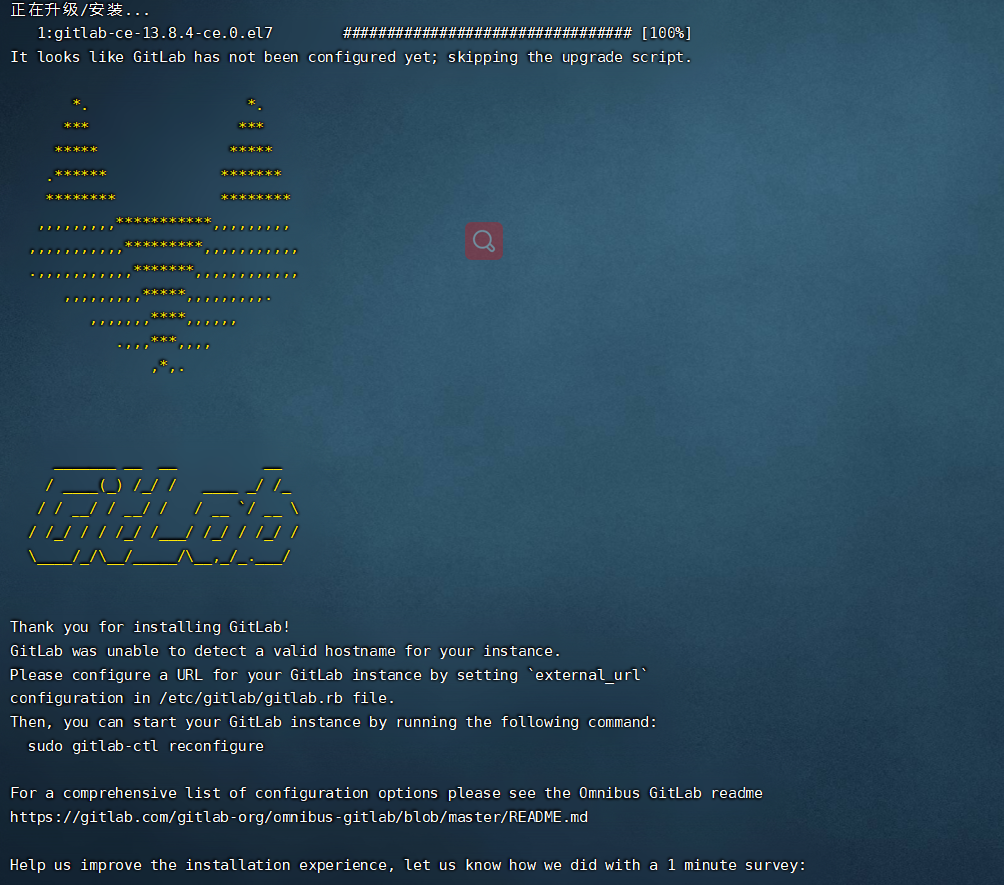 正在升级/安装...
   1:gitlab-ce-13.8.4-ce.0.el7        ################################# [100%]
It looks like GitLab has not been configured yet; skipping the upgrade script.

       *.                  *.
      ***                 ***
     *****               *****
    .******             *******
    ********            ********
   ,,,,,,,,,***********,,,,,,,,,
  ,,,,,,,,,,,*********,,,,,,,,,,,
  .,,,,,,,,,,,*******,,,,,,,,,,,,
      ,,,,,,,,,*****,,,,,,,,,.
         ,,,,,,,****,,,,,,
            .,,,***,,,,
                ,*,.

     _______ __  __          __
    / ____(_) /_/ /   ____ _/ /_
   / / __/ / __/ /   / __ `/ __ \
  / /_/ / / /_/ /___/ /_/ / /_/ /
  \____/_/\__/_____/\__,_/_.___/

Thank you for installing GitLab!
GitLab was unable to detect a valid hostname for your instance.
Please configure a URL for your GitLab instance by setting `external_url`
configuration in /etc/gitlab/gitlab.rb file.
Then, you can start your GitLab instance by running the following command:
  sudo gitlab-ctl reconfigure

For a comprehensive list of configuration options please see the Omnibus GitLab readme
https://gitlab.com/gitlab-org/omnibus-gitlab/blob/master/README.md

Help us improve the installation experience, let us know how we did with a 1 minute survey: